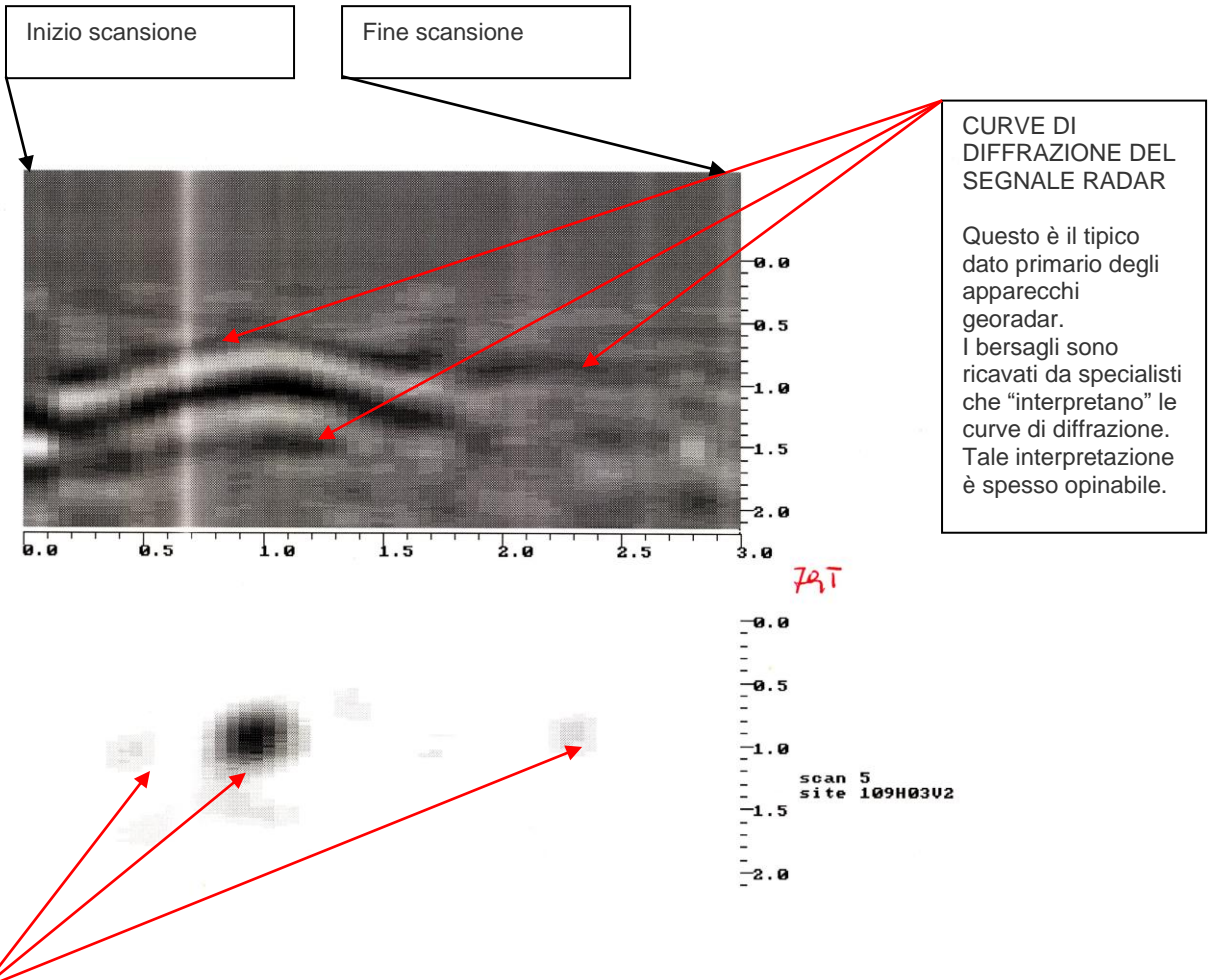 Inizio scansione
Fine scansione
CURVE DI
DIFFRAZIONE DEL
SEGNALE RADAR
Questo è il tipico
dato primario degli
apparecchi
georadar.
I bersagli sono
ricavati da specialisti
che “interpretano” le
curve di diffrazione.
Tale interpretazione
è spesso opinabile.
0.0
0.5
1.0
1.5
2.0
0.0 0.5 1.0 1.5 2.0 2.5 3.0
0.0
0.5
1.0
scan 5
site 109H03V2
1.5
2.0